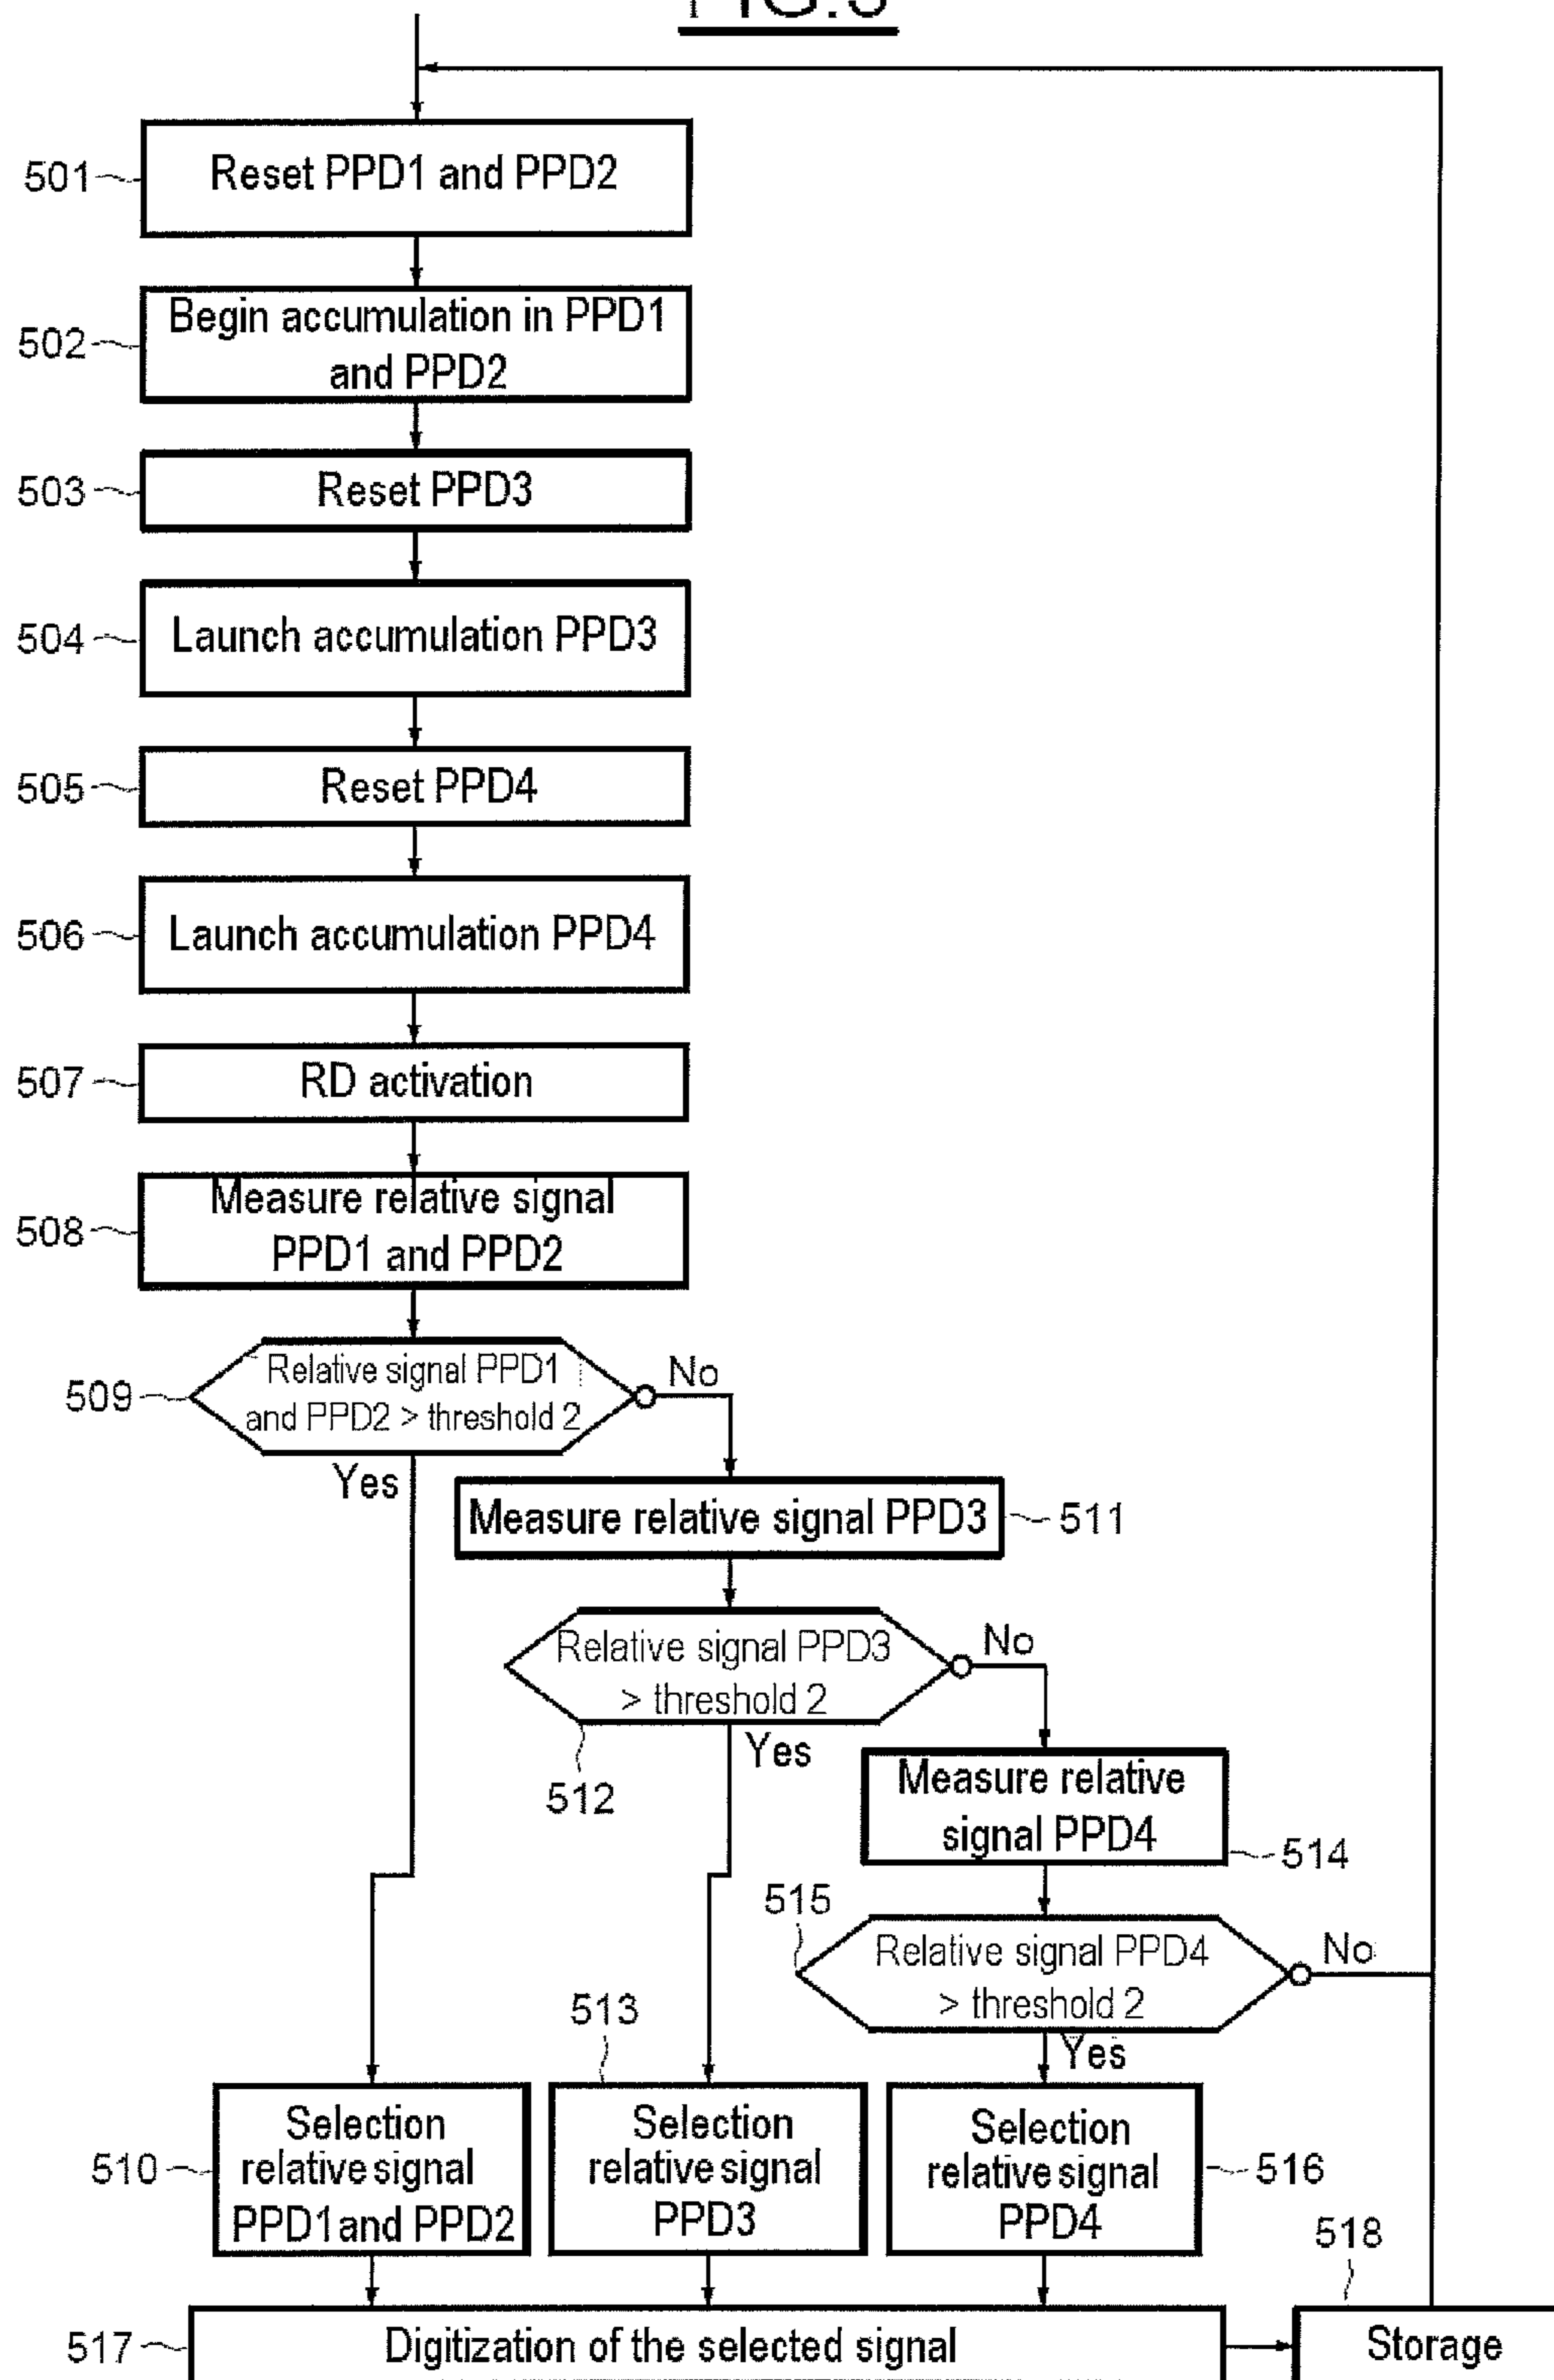 501
Reset PPD1 and PPD2
502
Begin accumulation in PPD1
and PPD2
503
Reset PPD3
504
Launch accumulation PPD3
505
Reset PPD4
506
Launch accumulation PPD4
507
RD activation
508
Measure relative signal
PPD1 and PPD2
509
Relative signal PPD1
and PPD2 > threshold 2
No
Yes
Measure relative signal PPD3
511
Relative signal PPD3
> threshold 2
No
Yes
512
Measure relative
signal PPD4
514
515
Relative signal PPD4
> threshold 2
No
Yes
513
510
Selection
relative signal
PPD1 and PPD2
Selection
relative signal
PPD3
Selection
relative signal
PPD4
516
518
517
Digitization of the selected signal
Storage